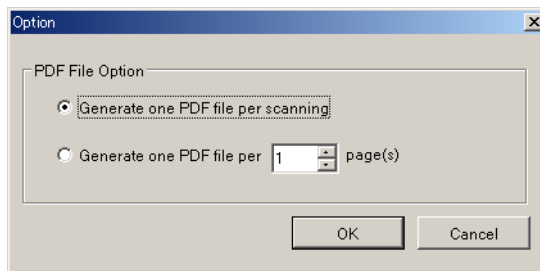 Option
PDF File Option
Generate one PDF file per scanning
Generate one PDF file per 1 page(s)
OK Cancel